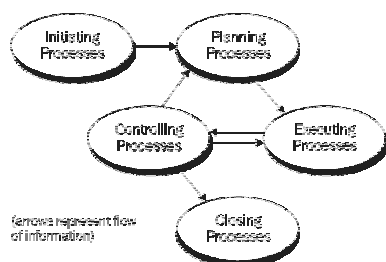 Initiating
Processes
Planning
Processes
Controlling
Processes
Executing
Processes
(arrows represent flow
of information)
Closing
Processes